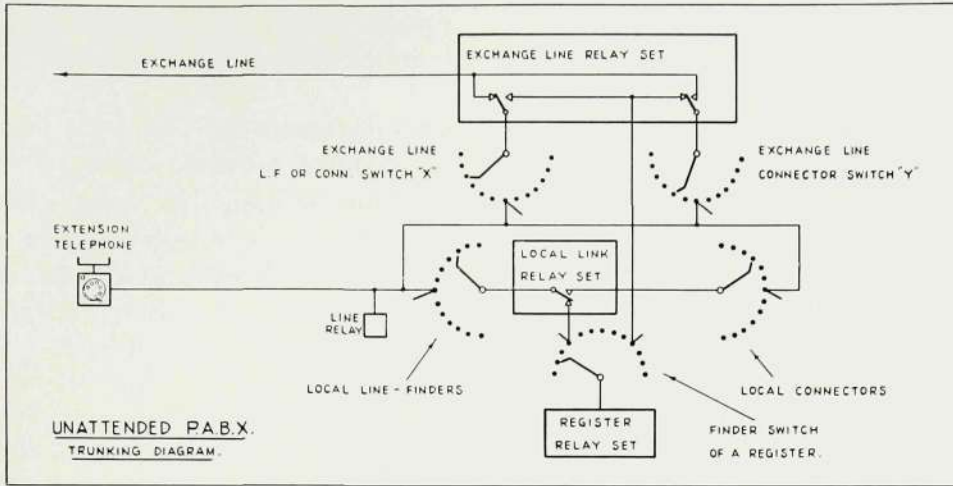 EXCHANGE LINE RELAY SET
EXCHANGE LINE
EXCHANGE LINE
L.F OR CONN. SWITCH "X"
EXCHANGE LINE
CONNECTOR SWITCH "Y"
EXTENSION
TELEPHONE
LOCAL LINK
RELAY SET
LINE
RELAY
LOCAL LINE-FINDERS
LOCAL CONNECTORS
REGISTER
RELAY SET
FINDER SWITCH
OF A REGISTER.
UNATTENDED P.A.B.X.
TRUNKING DIAGRAM.